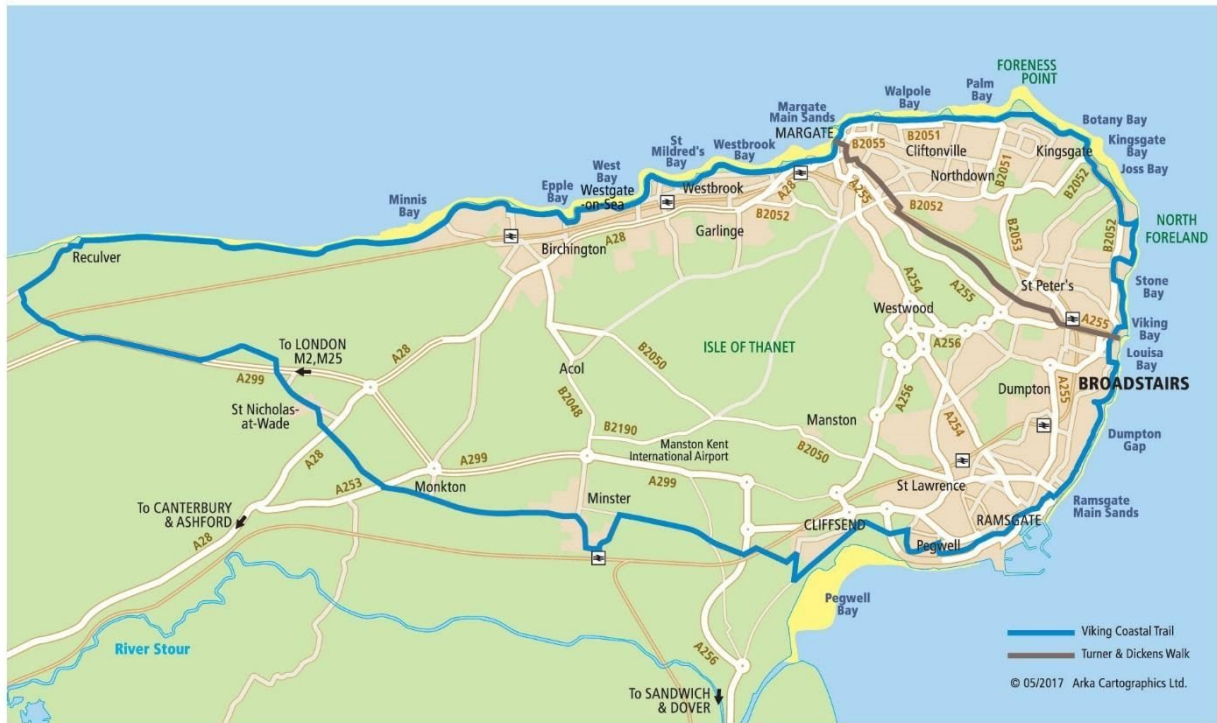 FORENESS
POINT
Palm
Bay
Walpole
Bay
Margate
Main Sands
MARGATE
Botany Bay
Kingsgate
Bay
Joss Bay
B2051
B2055
Cliftonville
Kingsgate
St
Mildred's
Bay
Westbrook
Bay
West
Bay
Westgate
-on-Sea
Westbrook
Epple
Bay
Minnis
Bay
A28
A255
Northdown
B2051
B2052
B2052
B2052
Garlinge
A28
Birchington
Reculver
NORTH
FORELAND
B2052
B2053
A254
A255
St Peter's
Stone
Bay
Westwood
A255
Viking
Bay
Louisa
Bay
A256
ISLE OF THANET
To LONDON
M2,M25
A28
A299
B2050
Acol
BROADSTAIRS
Dumpton
A255
A256
St Nicholas-
at-Wade
B2048
Manston
A254
Dumpton
Gap
B2190
Manston Kent
International Airport
B2050
A28
A299
A253
Monkton
A299
St Lawrence
Minster
To CANTERBURY
& ASHFORD
Ramsgate
Main Sands
CLIFFSEND
RAMSGATE
A28
Pegwell
Pegwell
Bay
River Stour
A256
Viking Coastal Trail
Turner & Dickens Walk
© 05/2017 Arka Cartographics Ltd.
To SANDWICH
& DOVER